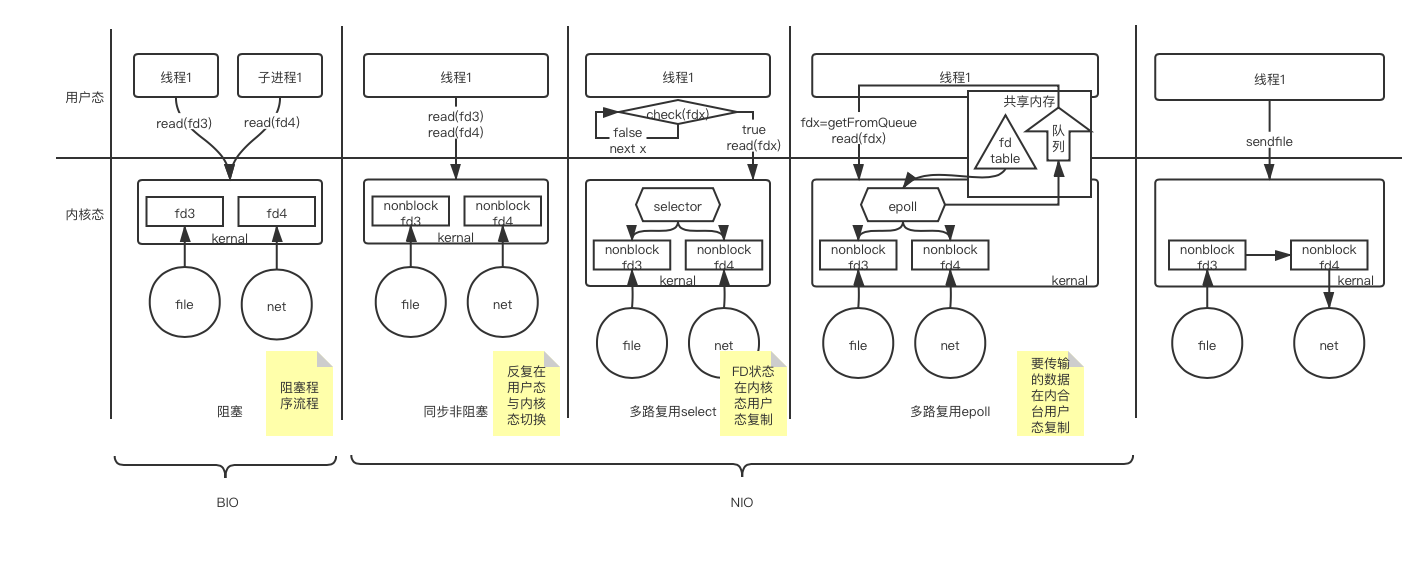 用户态
内核态
线程1
子进程1
read(fd3)
read(fd4)
fd3
fd4
kernal
file
net
阻塞程
序流程
阻塞
线程1
read(fd3)
read(fd4)
nonblock
fd3
nonblock
fd4
kernal
file
net
反复在
用户态
与内核
态切换
同步非阻塞
线程1
check(fdx)
false
next x
true
read(fdx)
selector
nonblock
fd3
nonblock
fd4
kernal
file
net
FD状态
在内核
态用户
态复制
多路复用select
线程1
共享内存
fdx=getFromQueue
read(fdx)
fd
table
队
列
epoll
nonblock
fd3
nonblock
fd4
kernal
file
net
要传输
的数据
在内合
台用户
态复制
多路复用epoll
线程1
sendfile
nonblock
fd3
nonblock
fd4
kernal
file
net
BIO
NIO